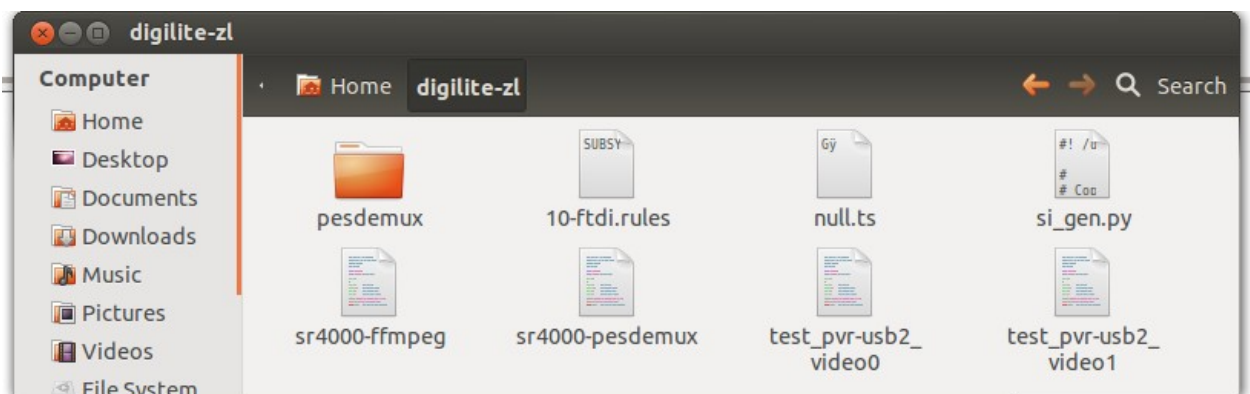 digilite-zl
Computer
Home
Desktop
Documents
Downloads
Music
Pictures
Videos
File System
Home digilite-zl Search
SUBSY Gÿ #! /u
#
# Cop
pesdemux 10-ftdi.rules null.ts si_gen.py
sr4000-ffmpeg sr4000-pesdemux test_pvr-usb2_ test_pvr-usb2_
video0 video1